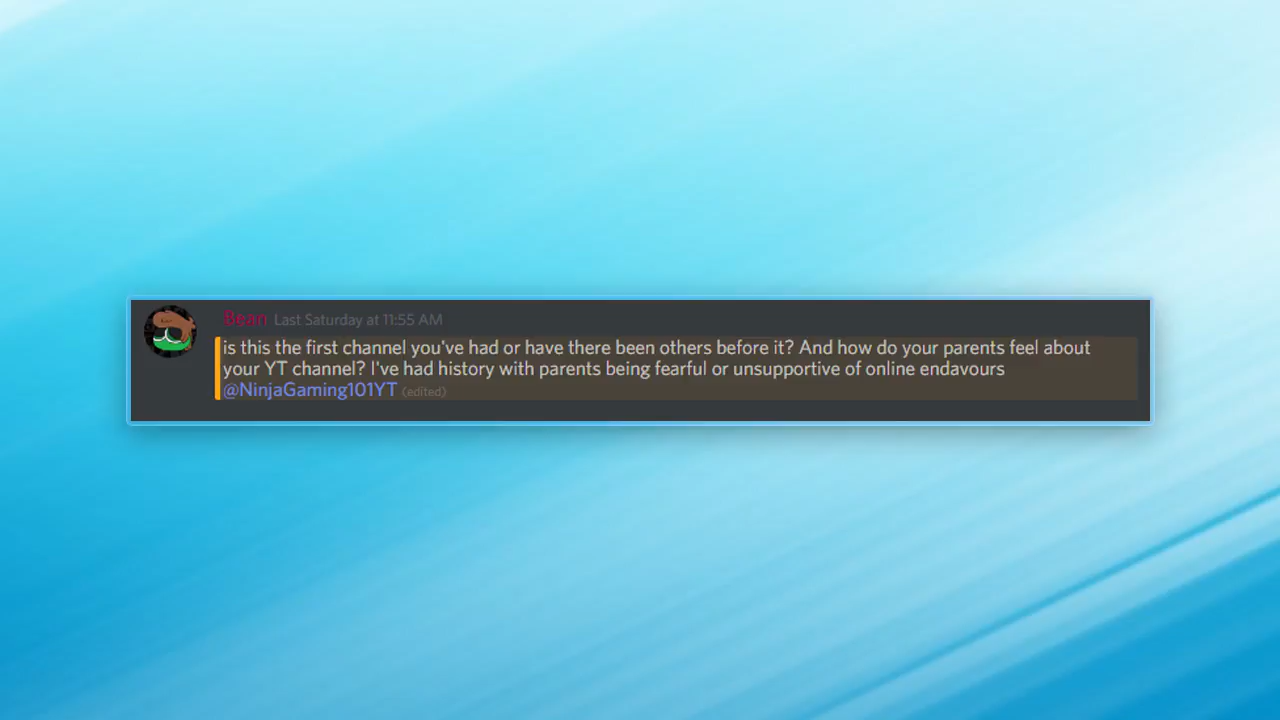 Bean Last Saturday at 11:55 AM
is this the first channel you've had or have there been others before it? And how do your parents feel about
your YT channel? I've had history with parents being fearful or unsupportive of online endavours
@NinjaGaming101YT (edited)